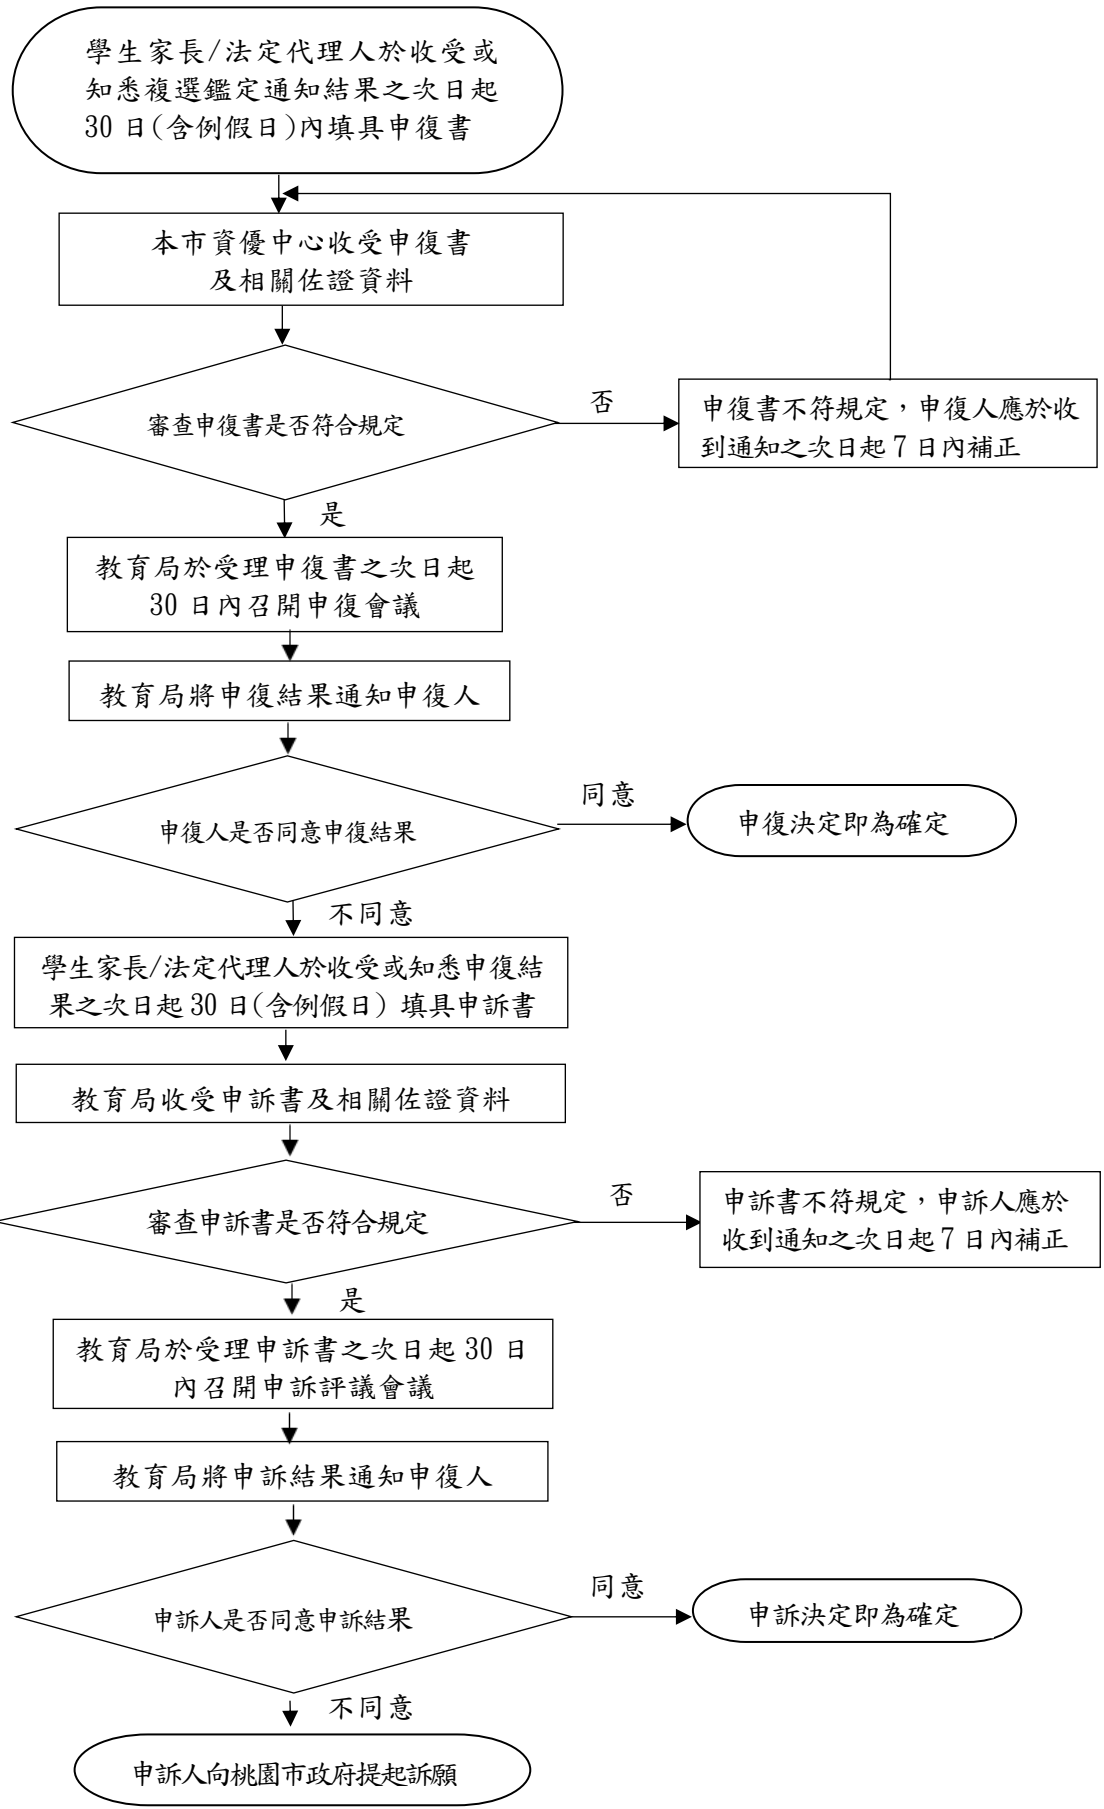 學生家長/法定代理人於收受或
知悉複選鑑定通知結果之次日起
30 日(含例假日)內填具申復書
本市資優中心收受申復書
及相關佐證資料
審查申復書是否符合規定
否
申復書不符規定，申復人應於收
到通知之次日起 7 日內補正
是
教育局於受理申復書之次日起
30 日內召開申復會議
教育局將申復結果通知申復人
申復人是否同意申復結果
同意
申復決定即為確定
不同意
學生家長/法定代理人於收受或知悉申復結
果之次日起 30 日(含例假日) 填具申訴書
教育局收受申訴書及相關佐證資料
審查申訴書是否符合規定
否
申訴書不符規定，申訴人應於
收到通知之次日起 7 日內補正
是
教育局於受理申訴書之次日起 30 日
內召開申訴評議會議
教育局將申訴結果通知申復人
申訴人是否同意申訴結果
同意
申訴決定即為確定
不同意
申訴人向桃園市政府提起訴願